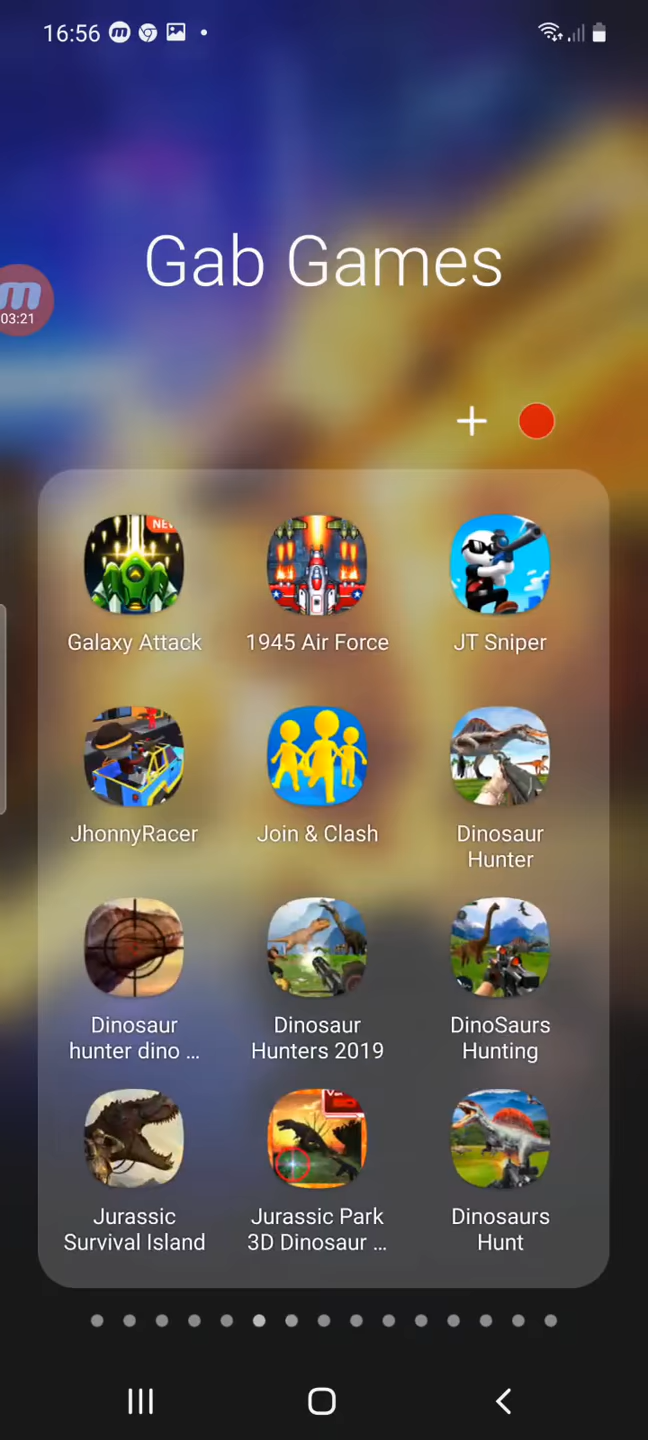 16:56
Gab Games
03:21
NEW
Galaxy Attack
1945 Air Force
JT Sniper
JhonnyRacer
Join & Clash
Dinosaur
Hunter
Dinosaur
hunter dino ...
Dinosaur
Hunters 2019
DinoSaurs
Hunting
Jurassic
Survival Island
Jurassic Park
3D Dinosaur ...
Dinosaurs
Hunt